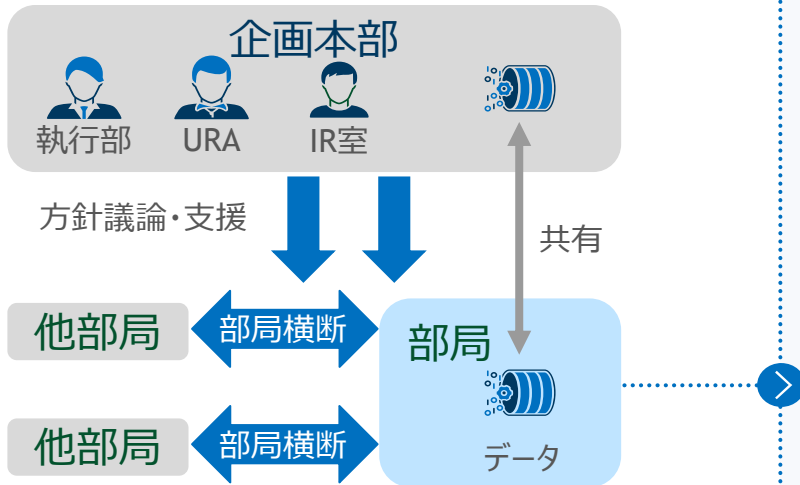 企画本部
執行部
URA
IR室
方針議論・支援
共有
他部局
部局横断
部局
他部局
部局横断
データ